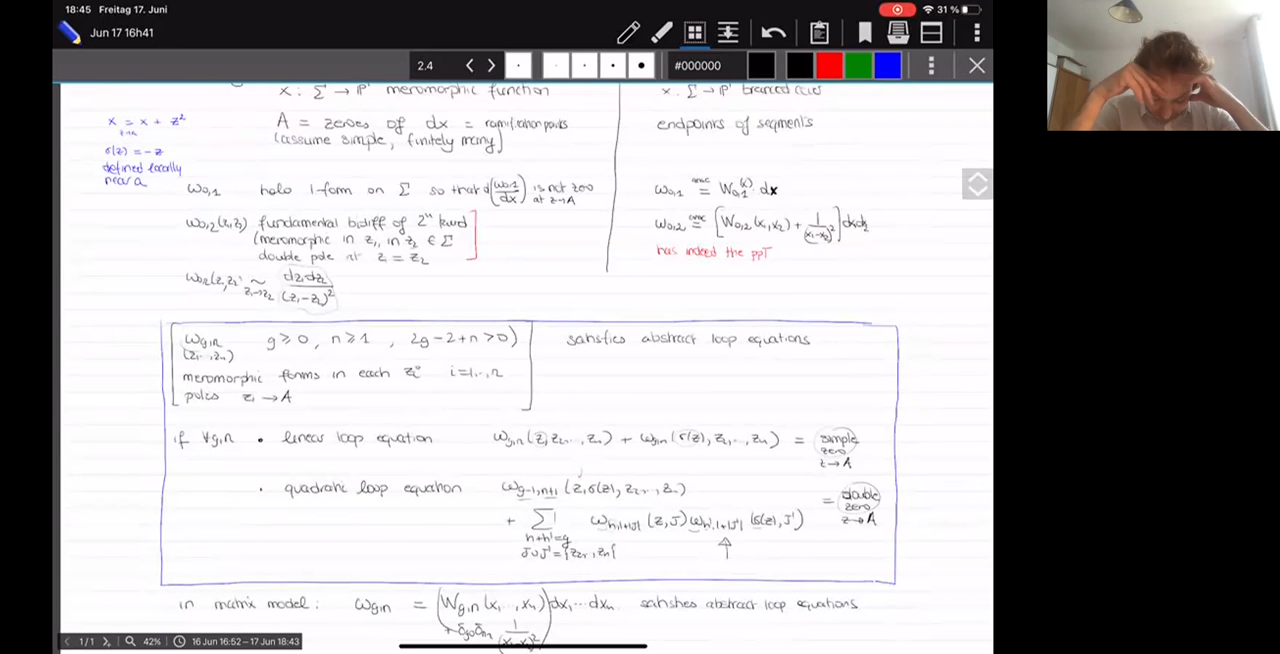 18:45 Freitag 17. Juni
31 %
Jun 17 16h41
2.4
#000000
x : Σ → P¹ meromorphic function
x : Σ → P¹ branched cover
A = zeroes of dx = ramification points
(assume simple, finitely many)
endpoints of segments
x = x + z²
z→a
σ(z) = -z
defined locally
near a
ω0,1 holo 1-form on Σ so that d(ω0,1/dx) is not zero at z→A
ω0,1 = W0,1(x) dx
ω0,2(z1,z2) fundamental bidiff of 2nd kind
(meromorphic in z1, in z2 ∈ Σ
double pole at z1 = z2
ω0,2 = [W0,2(x1,x2) + 1/(x1-x2)²] dx1dx2
has indeed the ppT
ω0,2(z1,z2) ~ z1→z2 dz1dz2/(z1-z2)²
ωg,n g ≥ 0, n ≥ 1, 2g-2+n > 0)
(z1,..,zn)
satisfies abstract loop equations
meromorphic forms in each zi i=1,..,n
poles zi → A
if ∀g,n • linear loop equation ωg,n(z,z2,..,zn) + ωg,n(σ(z),z2,..,zn) = simple zero z→A
• quadratic loop equation ωg-1,n+1(z,σ(z),z2,..,zn)
+ Σ ωh,1+|J|(z,J) ωh',1+|J'|(σ(z),J') = double zero z→A
h+h'=g
J∪J'={z2,..,zn}
in matrix model: ωg,n = (Wg,n(x1,..,xn) + δg,0δn,2 1/(x1-x2)²) dx1...dxn satisfies abstract loop equations
1/1
42%
16 Jun 16:52 – 17 Jun 18:43